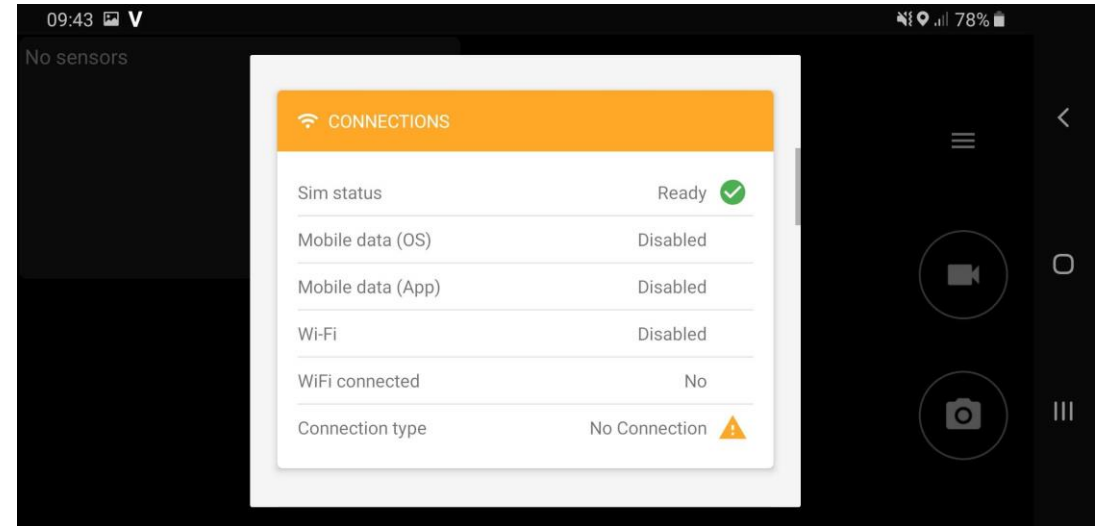 09:43 V 78%
No sensors
CONNECTIONS
Sim status Ready
Mobile data (OS) Disabled
Mobile data (App) Disabled
Wi-Fi Disabled
WiFi connected No
Connection type No Connection